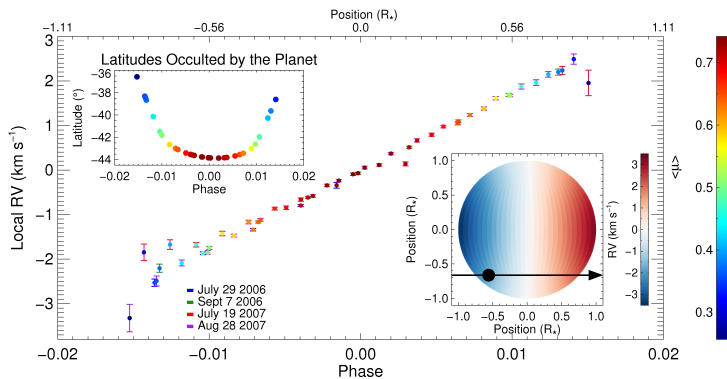 Position (R⋆)
−1.11 −0.56 0.0 0.56 1.11
3
2
1
0
−1
−2
−3
Local RV (km s⁻¹)
−0.02 −0.01 0.00 0.01 0.02
Phase
Latitudes Occulted by the Planet
−36
−38
−40
−42
−44
Latitude (°)
−0.02 −0.01 0.00 0.01 0.02
Phase
July 29 2006
Sept 7 2006
July 19 2007
Aug 28 2007
1.0
0.5
0.0
−0.5
−1.0
Position (R⋆)
−1.0 −0.5 0.0 0.5 1.0
Position (R⋆)
3
2
1
0
−1
−2
−3
RV (km s⁻¹)
<μ>
0.7
0.6
0.5
0.4
0.3